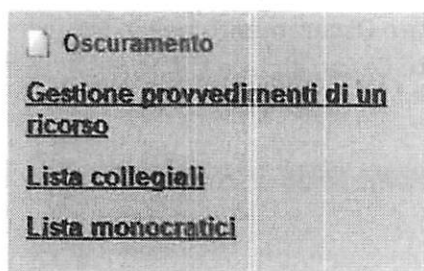 Oscuramento
Gestione provvedimenti di un
ricorso
Lista collegiali
Lista monocratici